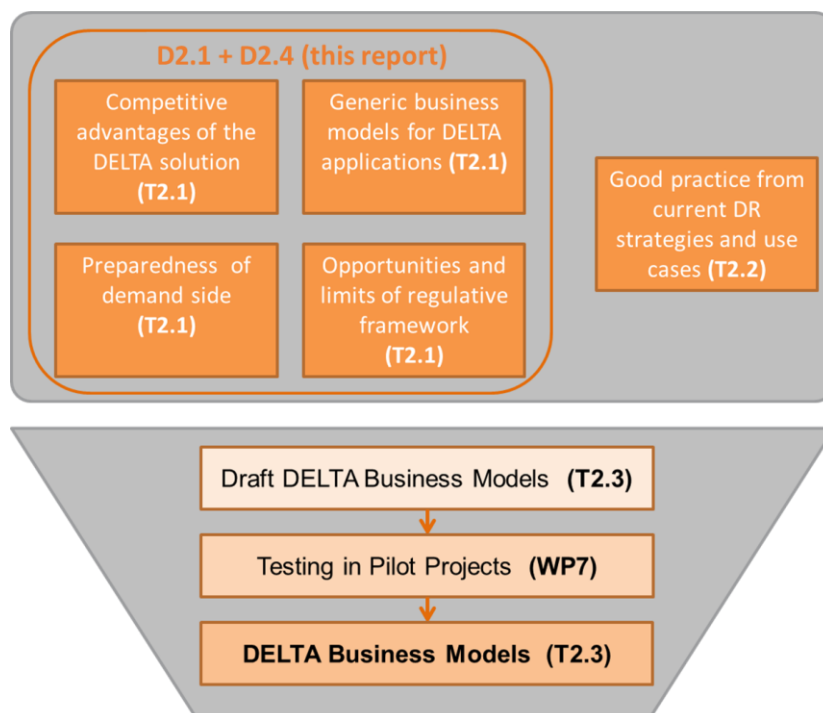 D2.1 + D2.4 (this report)
Competitive
advantages of the
DELTA solution
(T2.1)
Generic business
models for DELTA
applications (T2.1)
Preparedness of
demand side
(T2.1)
Opportunities and
limits of regulative
framework
(T2.1)
Good practice from
current DR
strategies and use
cases (T2.2)
Draft DELTA Business Models (T2.3)
Testing in Pilot Projects (WP7)
DELTA Business Models (T2.3)